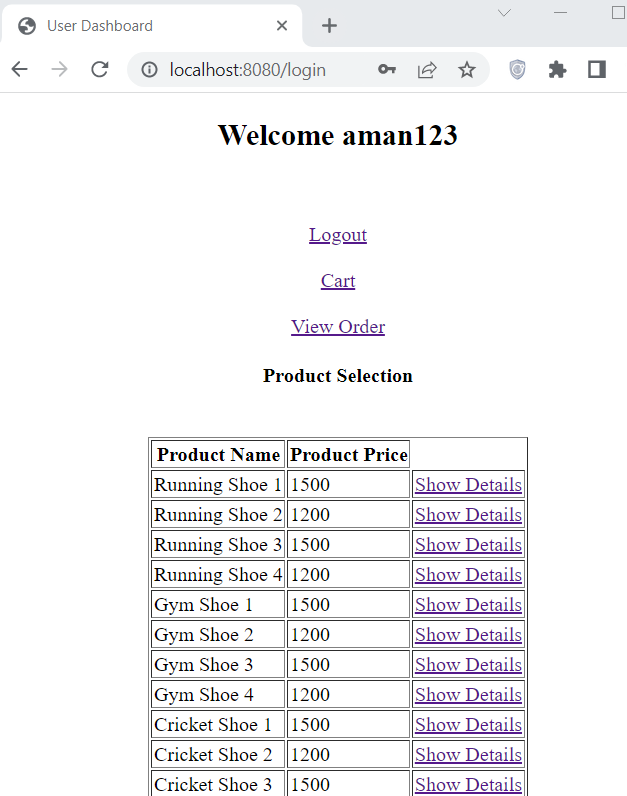 User Dashboard
localhost:8080/login
Welcome aman123
Logout
Cart
View Order
Product Selection
Product Name Product Price
Running Shoe 1 1500 Show Details
Running Shoe 2 1200 Show Details
Running Shoe 3 1500 Show Details
Running Shoe 4 1200 Show Details
Gym Shoe 1 1500 Show Details
Gym Shoe 2 1200 Show Details
Gym Shoe 3 1500 Show Details
Gym Shoe 4 1200 Show Details
Cricket Shoe 1 1500 Show Details
Cricket Shoe 2 1200 Show Details
Cricket Shoe 3 1500 Show Details